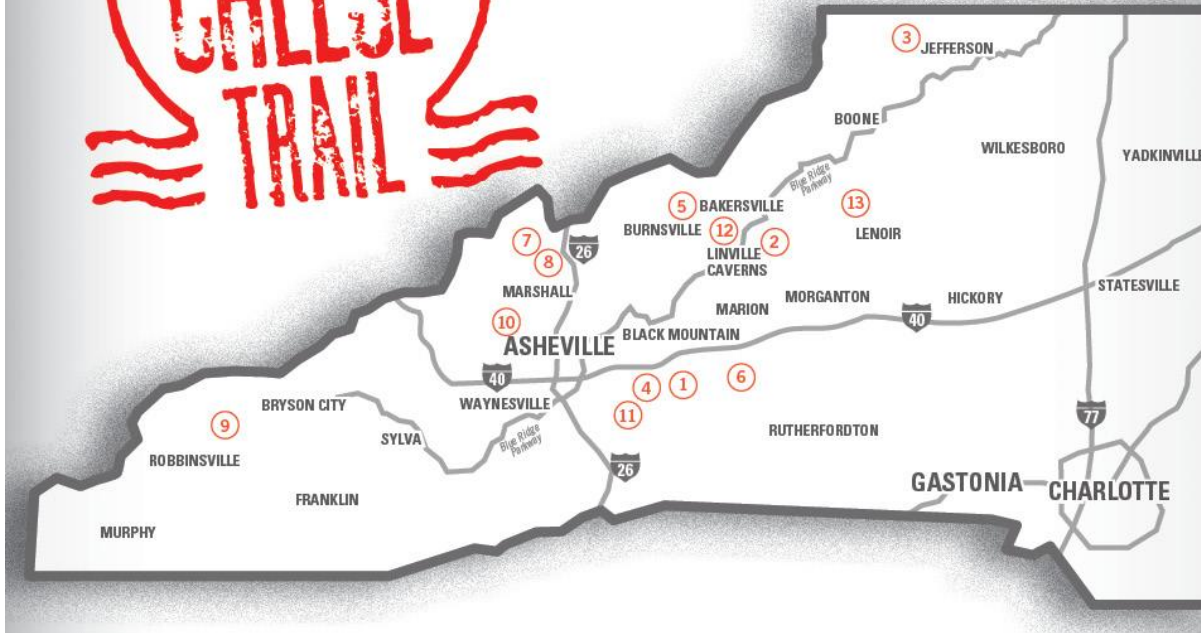 CHEESE
TRAIL
3
JEFFERSON
BOONE
WILKESBORO
YADKINVILLE
Blue Ridge
Parkway
5
BAKERSVILLE
13
BURNSVILLE
12
2
LENOIR
7
26
LINVILLE
CAVERNS
8
MARSHALL
MARION
MORGANTON
HICKORY
STATESVILLE
10
BLACK MOUNTAIN
40
ASHEVILLE
40
4
1
6
WAYNESVILLE
BRYSON CITY
11
77
9
SYLVA
Blue Ridge
Parkway
RUTHERFORDTON
ROBBINSVILLE
26
GASTONIA
CHARLOTTE
FRANKLIN
MURPHY